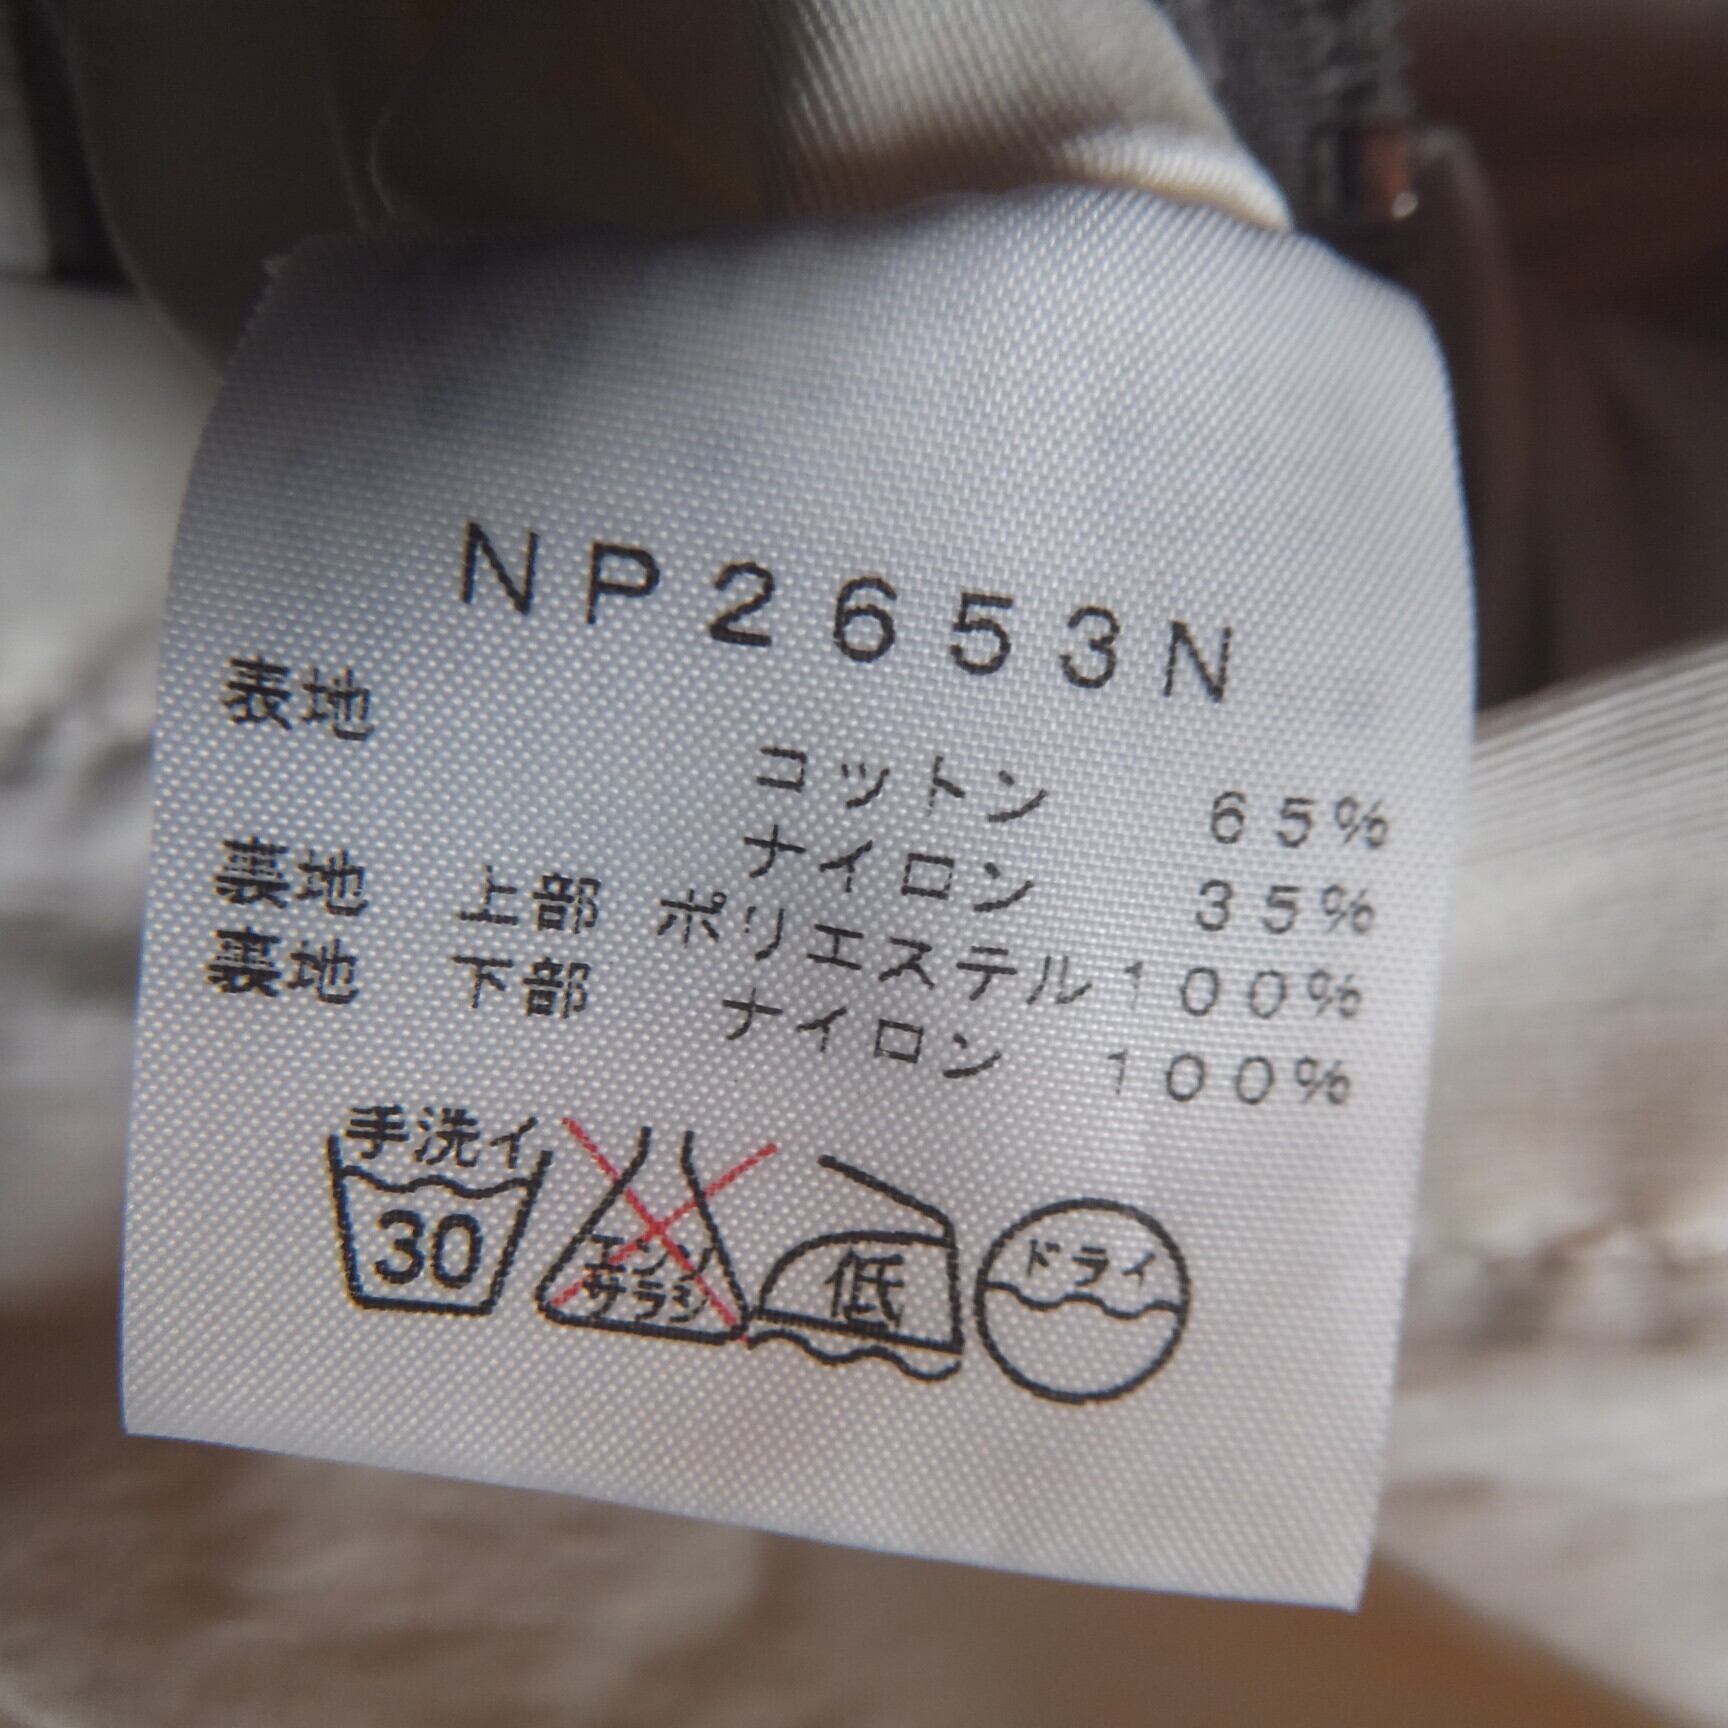 NP2653N
表地
コットン 65%
ナイロン 35%
裏地 上部 ポリエステル 100%
裏地 下部 ナイロン 100%
手洗イ
30
エンソ
サラシ
低
ドライ